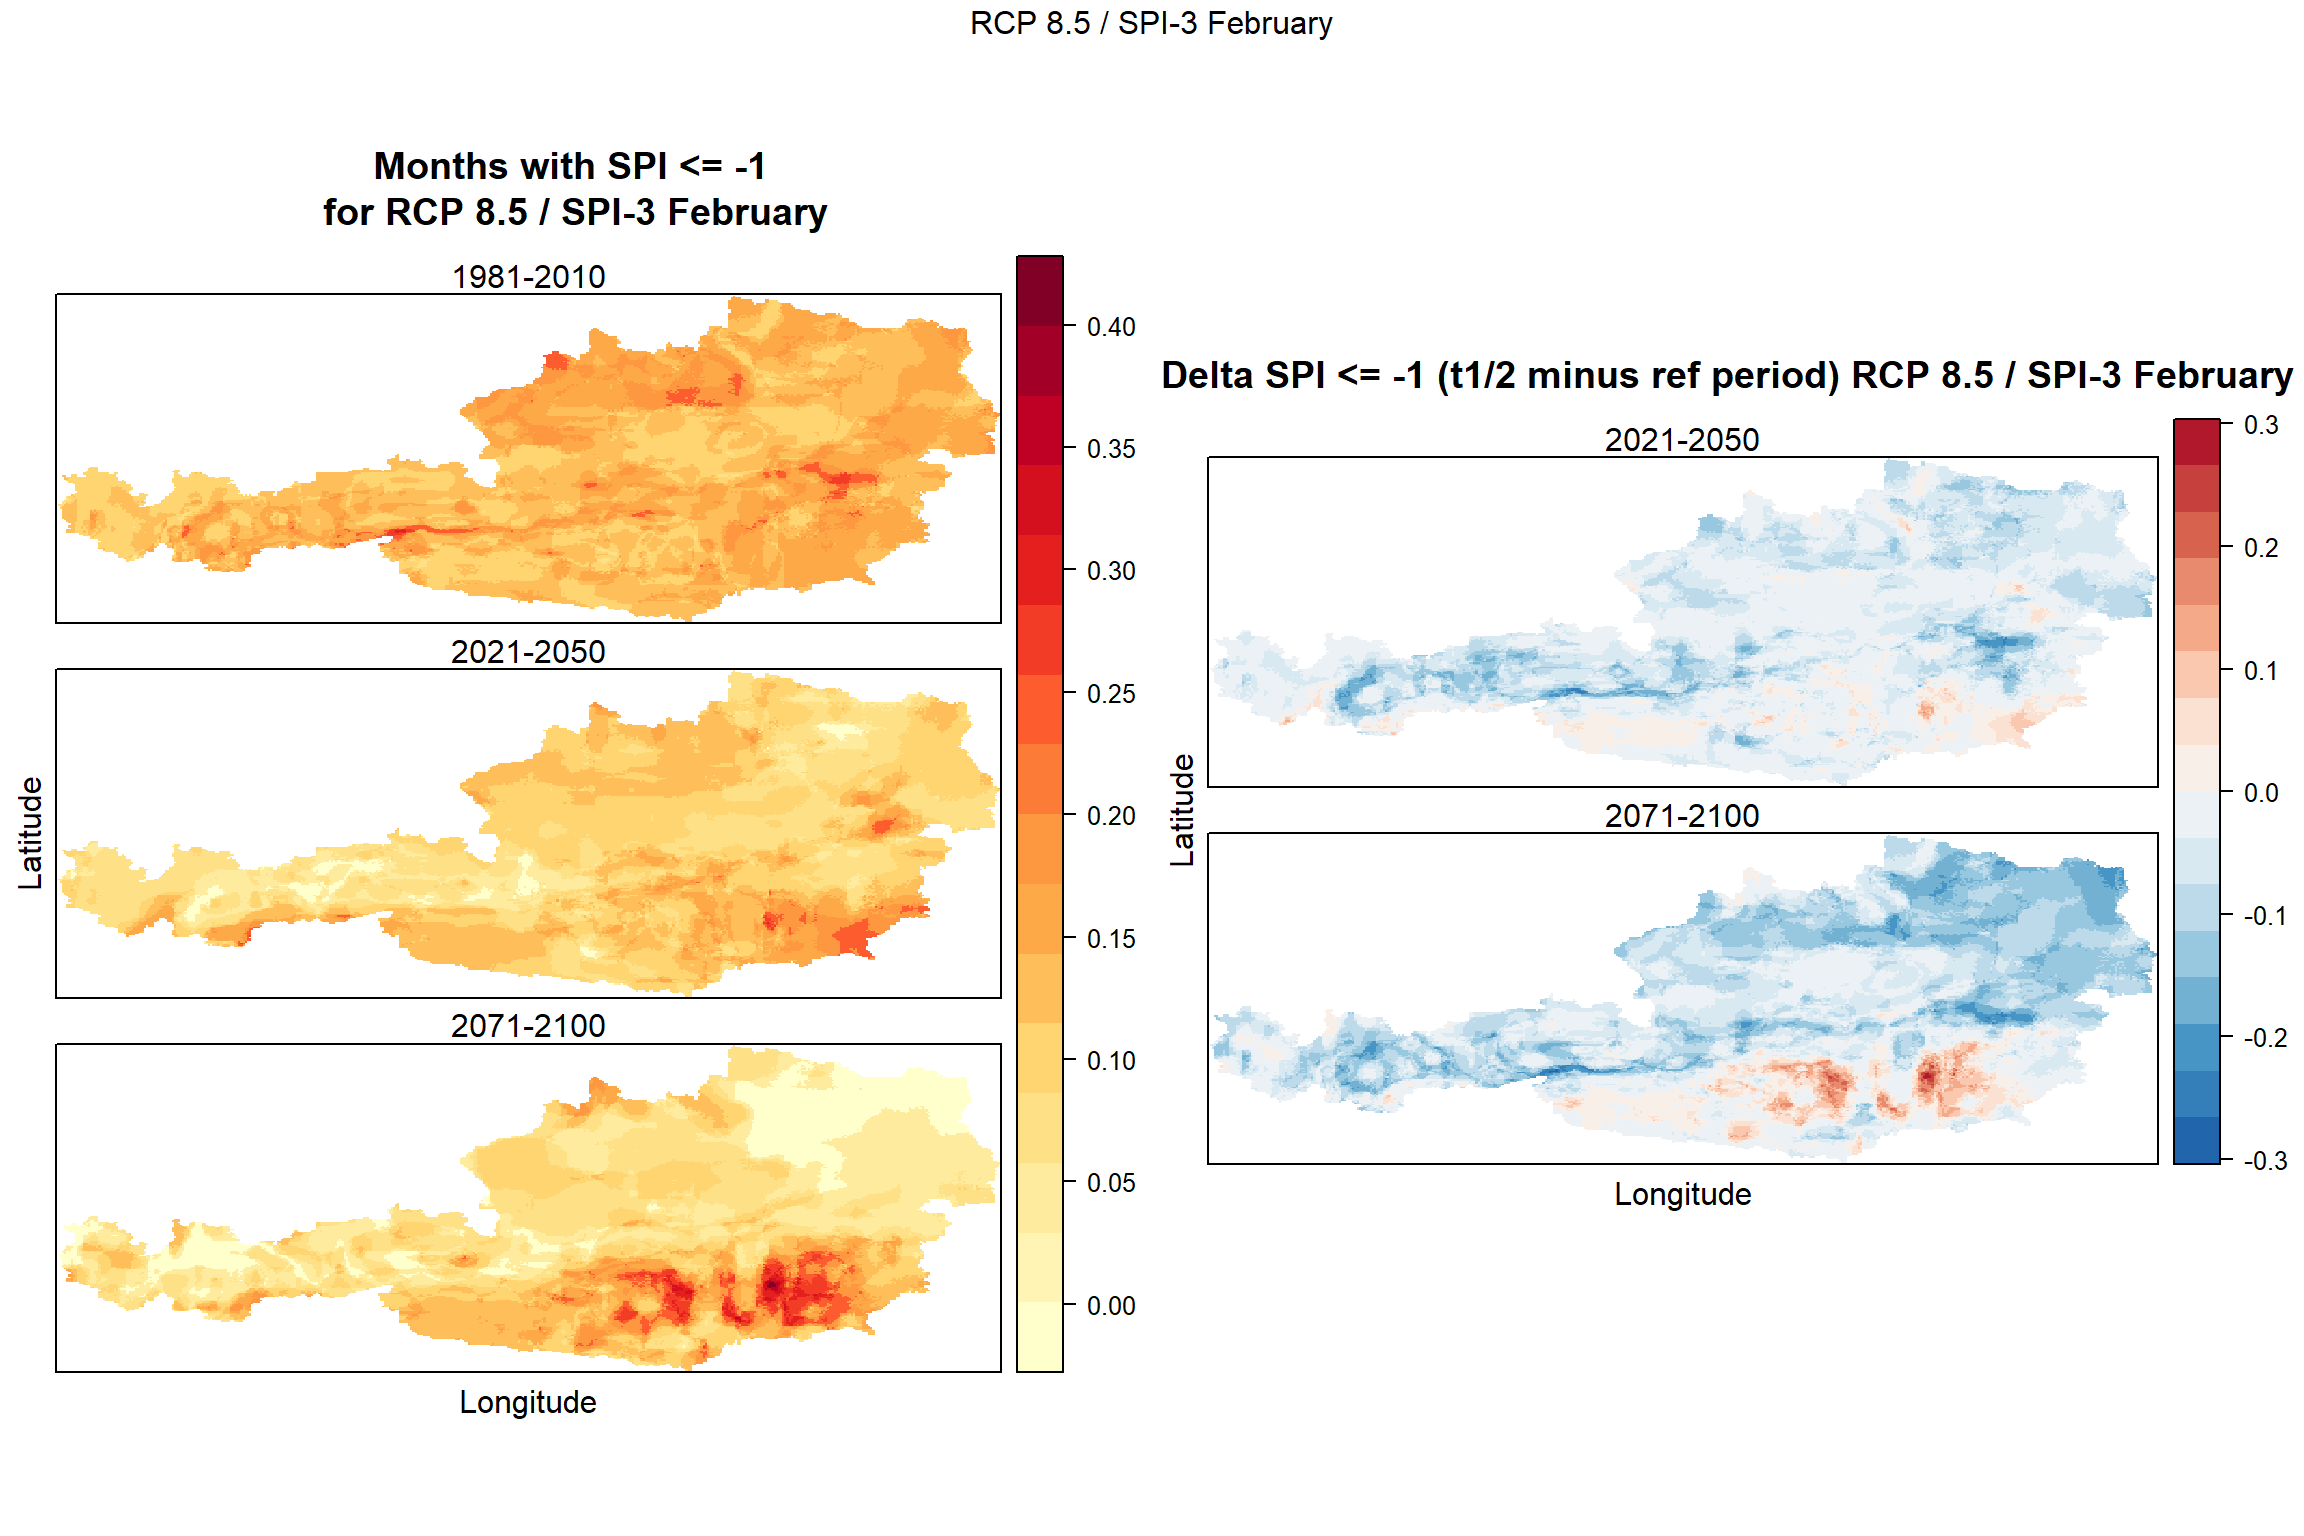 RCP 8.5 / SPI-3 February
Months with SPI <= -1
for RCP 8.5 / SPI-3 February
1981-2010
2021-2050
2071-2100
Latitude
Longitude
0.40
0.35
0.30
0.25
0.20
0.15
0.10
0.05
0.00
Delta SPI <= -1 (t1/2 minus ref period) RCP 8.5 / SPI-3 February
2021-2050
2071-2100
Latitude
Longitude
0.3
0.2
0.1
0.0
-0.1
-0.2
-0.3